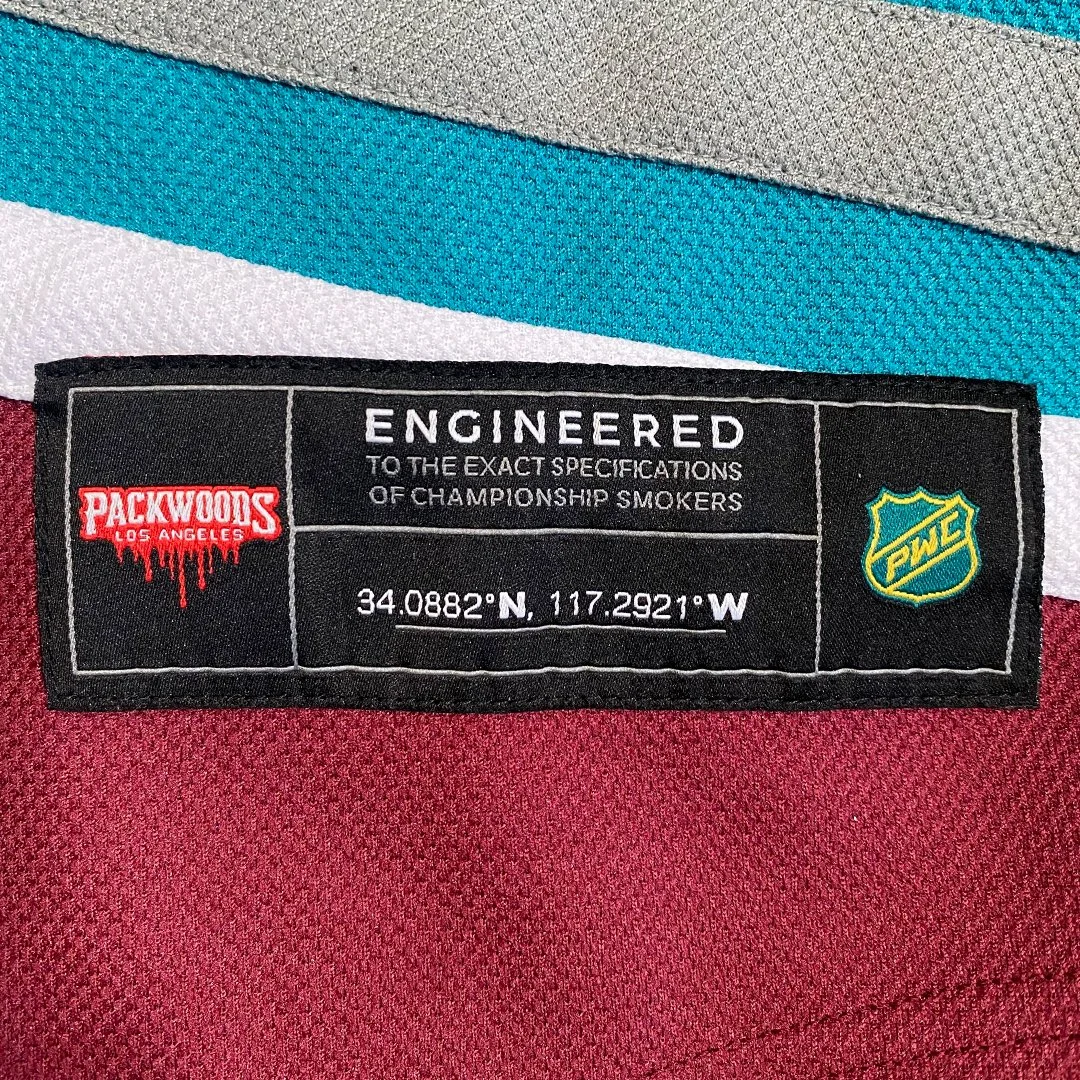 PACKWOODS
LOS ANGELES
ENGINEERED
TO THE EXACT SPECIFICATIONS
OF CHAMPIONSHIP SMOKERS
34.0882°N, 117.2921°W
PWC